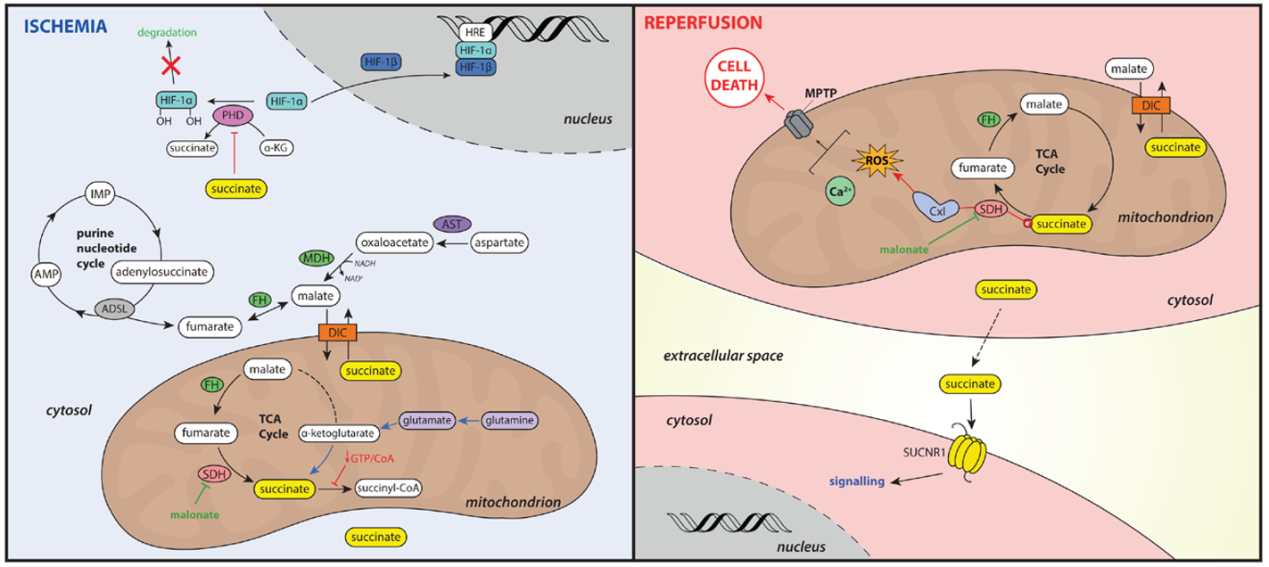 ISCHEMIA
degradation
HIF-1α
OH
OH
PHD
succinate
α-KG
succinate
HIF-1α
HIF-1β
HRE
HIF-1α
HIF-1β
nucleus
IMP
purine
nucleotide
cycle
AMP
adenylosuccinate
ADSL
fumarate
FH
malate
MDH
NADH
NAD⁺
oxaloacetate
AST
aspartate
DIC
succinate
cytosol
malate
FH
fumarate
TCA
Cycle
α-ketoglutarate
glutamate
glutamine
SDH
malonate
succinate
↓GTP/CoA
succinyl-CoA
mitochondrion
succinate
REPERFUSION
CELL
DEATH
MPTP
Ca²⁺
ROS
CxI
SDH
malonate
succinate
fumarate
FH
malate
TCA
Cycle
malate
DIC
succinate
mitochondrion
succinate
cytosol
extracellular space
succinate
cytosol
SUCNR1
signalling
nucleus